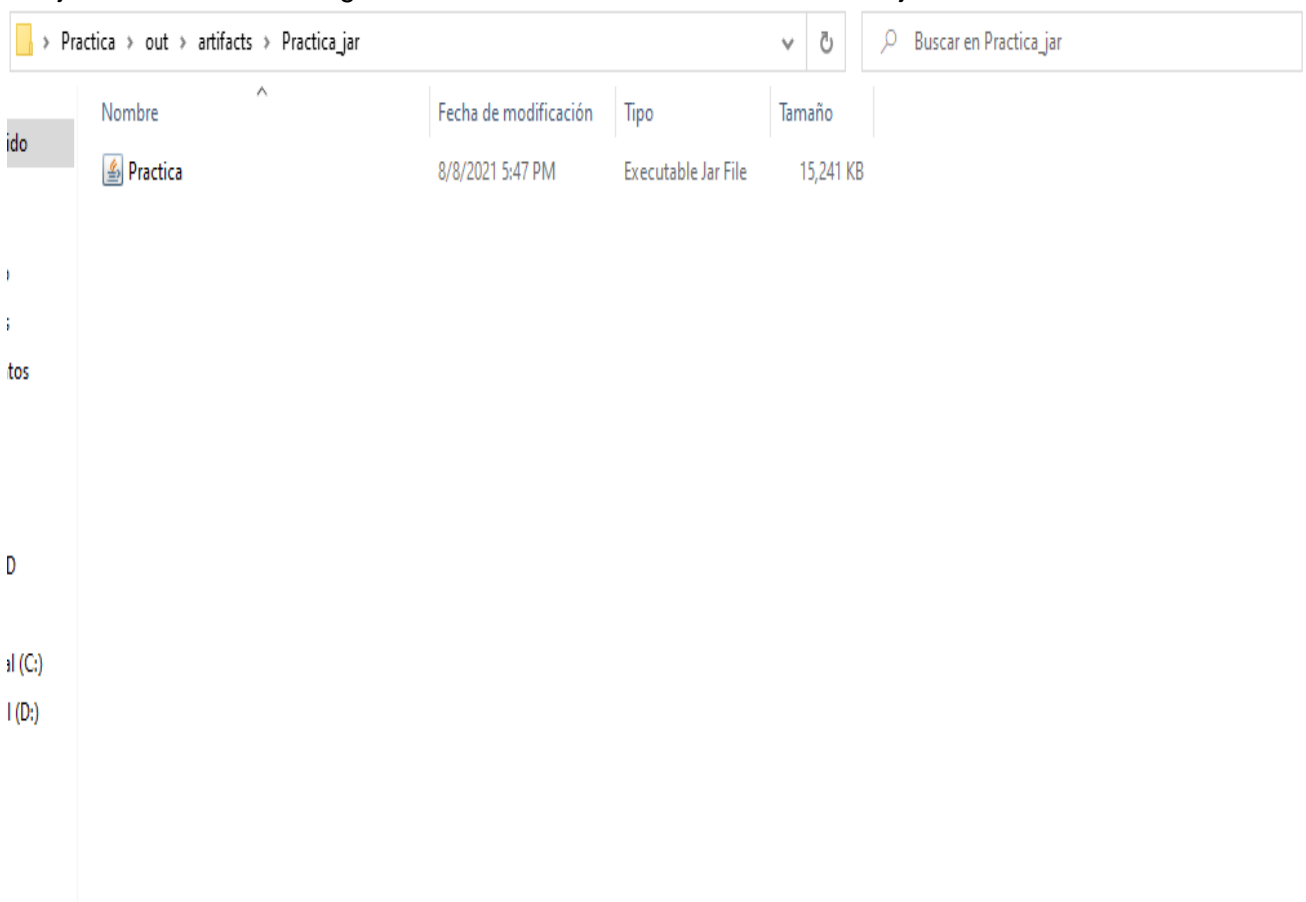 Practica > out > artifacts > Practica_jar
Buscar en Practica_jar
Nombre Fecha de modificación Tipo Tamaño
Practica 8/8/2021 5:47 PM Executable Jar File 15,241 KB
ido
tos
D
al (C:)
l (D:)